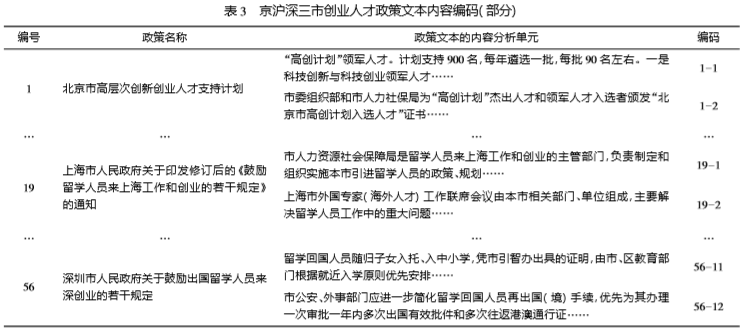 表 3 京沪深三市创业人才政策文本内容编码(部分)
编号 政策名称 政策文本的内容分析单元 编码
1 北京市高层次创新创业人才支持计划
“高创计划”领军人才。计划支持 900 名,每年遴选一批,每批 90 名左右。一是
科技创新与科技创业领军人才……
1-1
市委组织部和市人力社保局为“高创计划”杰出人才和领军人才入选者颁发“北
京市高创计划入选人才”证书……
1-2
… … … …
19
上海市人民政府关于印发修订后的《鼓励
留学人员来上海工作和创业的若干规定》
的通知
市人力资源社会保障局是留学人员来上海工作和创业的主管部门,负责制定和
组织实施本市引进留学人员的政策、规划……
19-1
上海市外国专家(海外人才)工作联席会议由本市相关部门、单位组成,主要解
决留学人员工作中的重大问题……
19-2
… … … …
56
深圳市人民政府关于鼓励出国留学人员来
深创业的若干规定
留学回国人员随归子女入托、入中小学,凭市引智办出具的证明,由市、区教育部
门根据就近入学原则优先安排……
56-11
市公安、外事部门应进一步简化留学回国人员再出国(境)手续,优先为其办理
一次审批一年内多次出国有效批件和多次往返港澳通行证……
56-12